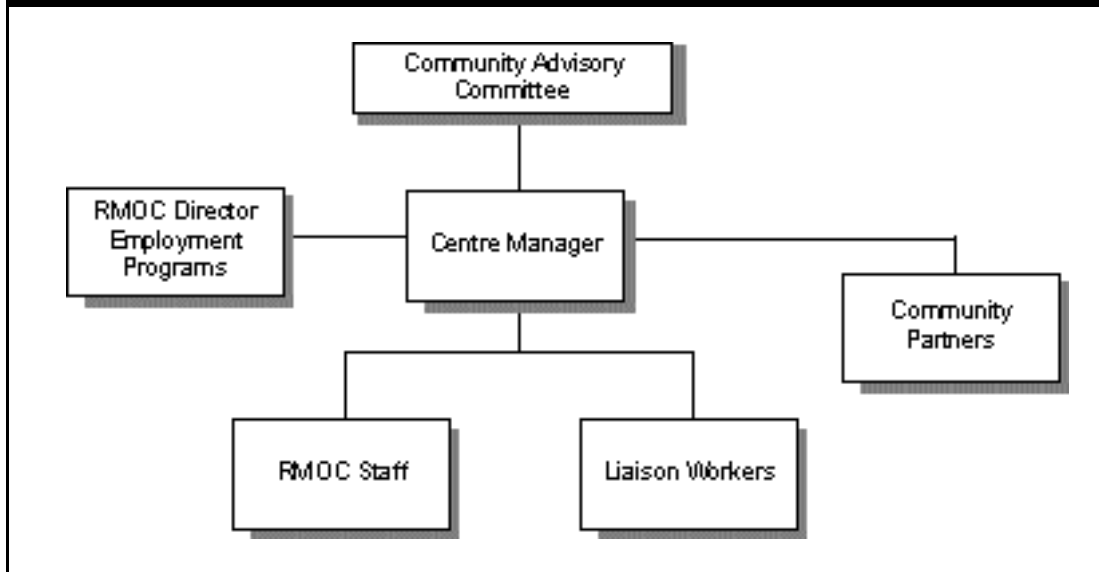 Community Advisory
Committee
RMOC Director
Employment
Programs
Centre Manager
Community
Partners
RMOC Staff
Liaison Workers